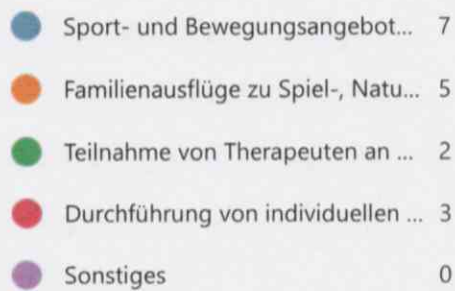 Sport- und Bewegungsangebot... 7
Familienausflüge zu Spiel-, Natu... 5
Teilnahme von Therapeuten an ... 2
Durchführung von individuellen ... 3
Sonstiges 0